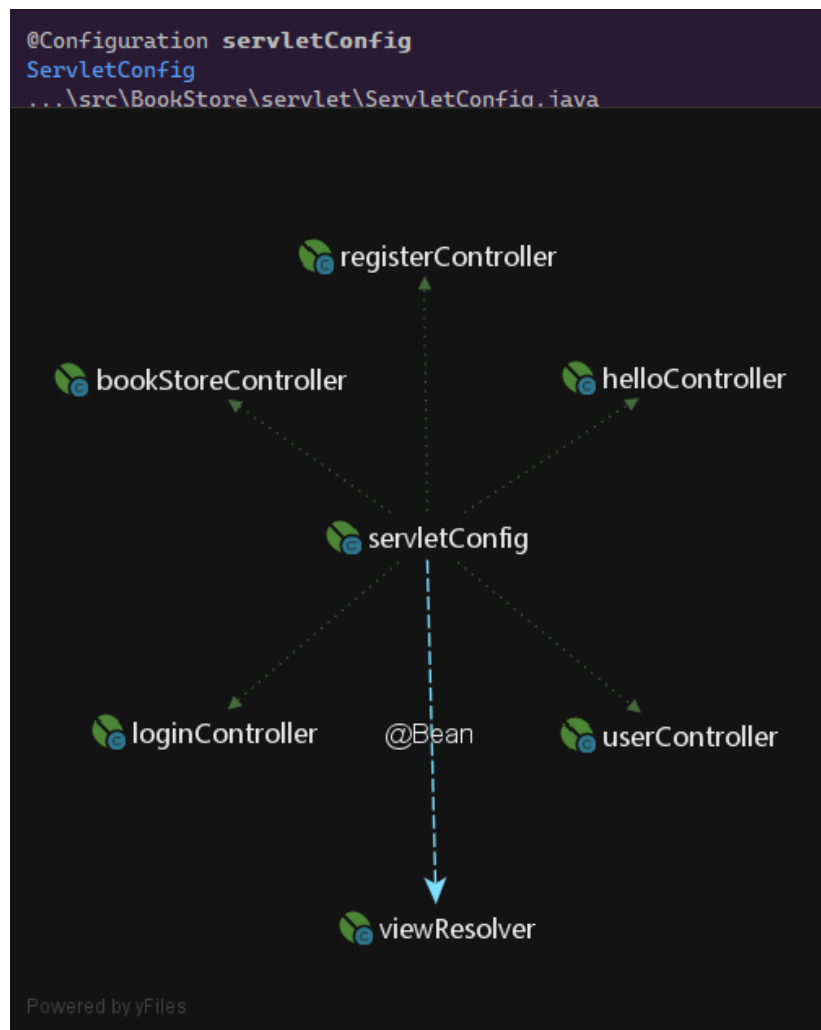 @Configuration servletConfig
ServletConfig
...\src\BookStore\servlet\ServletConfig.java
registerController
bookStoreController
helloController
servletConfig
loginController
@Bean
userController
viewResolver
Powered by yFiles